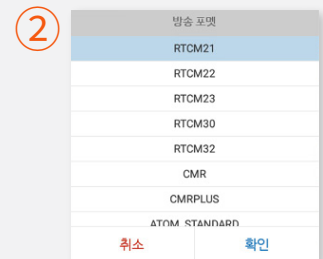 ②
방송 포맷
RTCM21
RTCM22
RTCM23
RTCM30
RTCM32
CMR
CMRPLUS
ATOM_STANDARD
취소 확인